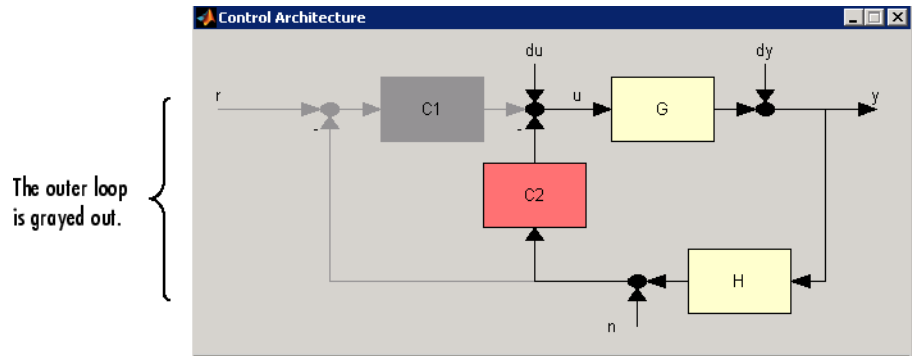 Control Architecture
du
dy
r
C1
u
G
y
-
-
C2
The outer loop
is grayed out.
H
n